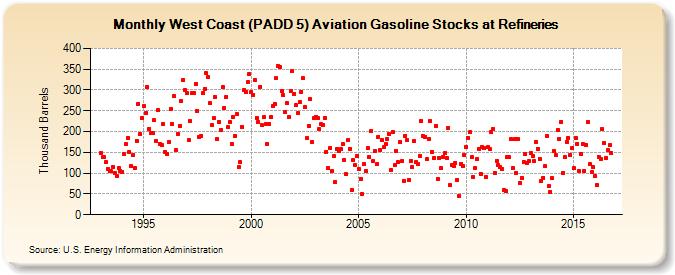 Monthly West Coast (PADD 5) Aviation Gasoline Stocks at Refineries
Thousand Barrels
400
350
300
250
200
150
100
50
0
1995 2000 2005 2010 2015
Source: U.S. Energy Information Administration